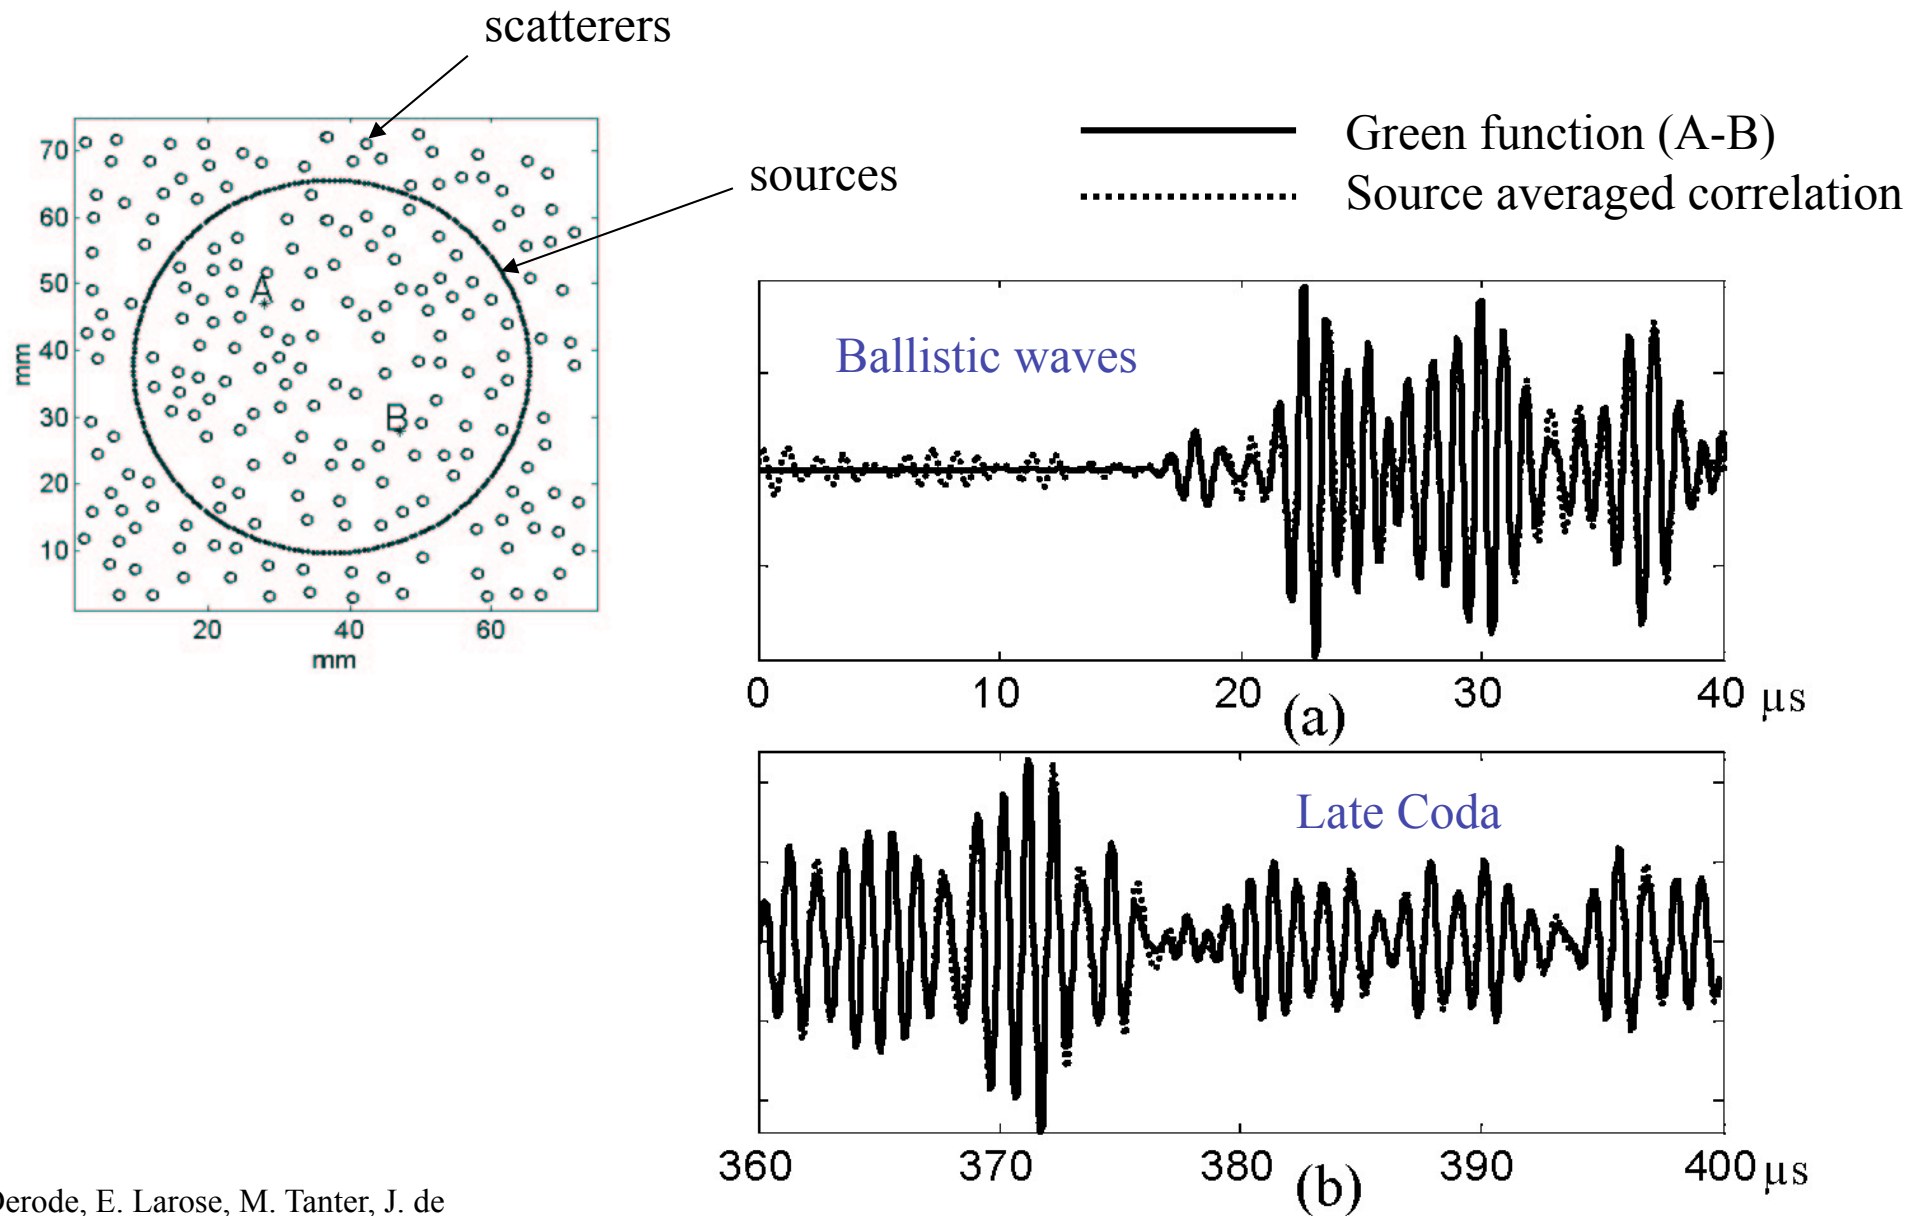 scatterers
sources
Green function (A-B)
Source averaged correlation
70
60
50
40
30
20
10
mm
A
B
20
40
60
mm
Ballistic waves
0
10
20
30
40 μs
(a)
Late Coda
360
370
380
390
400 μs
(b)
E. Larose, M. Tanter, J. de